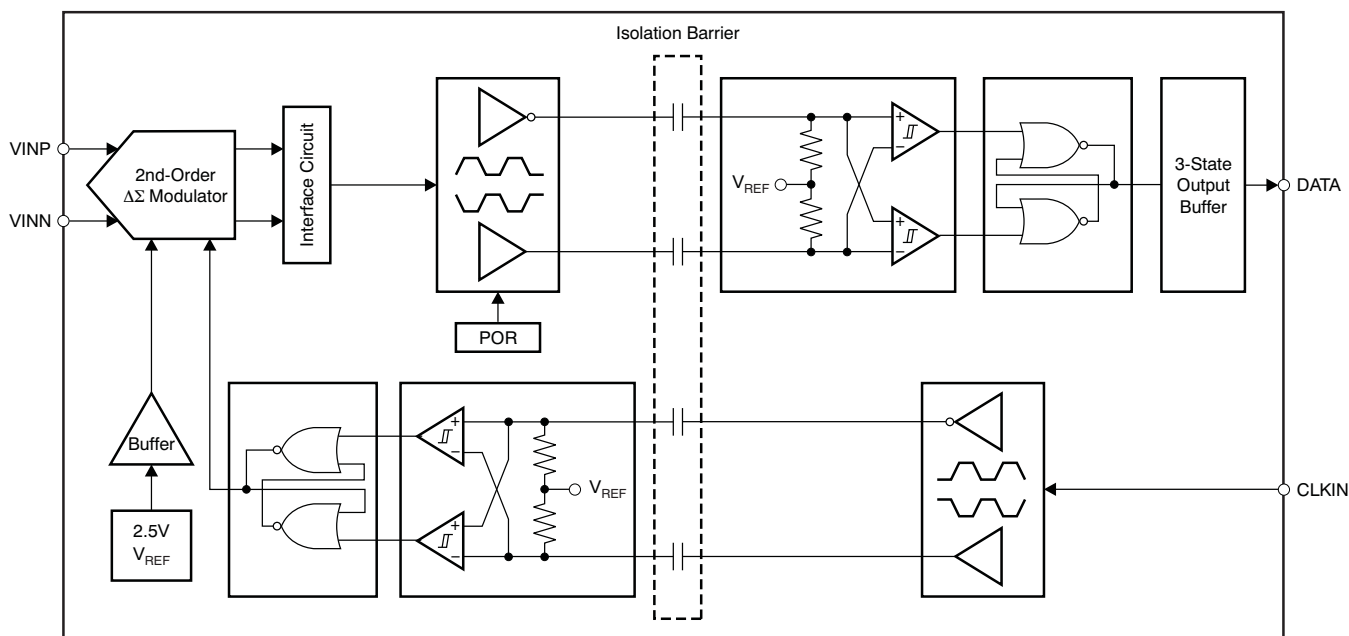 Isolation Barrier
VINP
VINN
2nd-Order
ΔΣ Modulator
Interface Circuit
POR
VREF
+
−
+
−
3-State
Output
Buffer
DATA
Buffer
2.5V
VREF
+
−
+
−
VREF
CLKIN